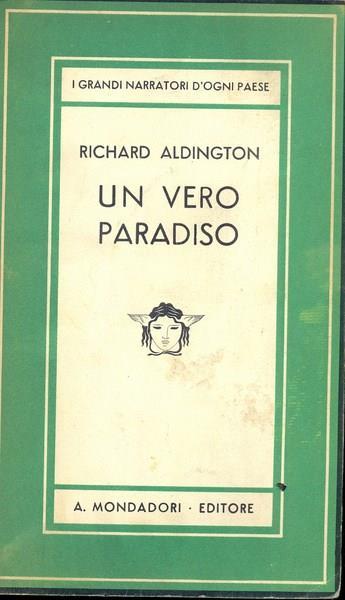 I GRANDI NARRATORI D'OGNI PAESE
RICHARD ALDINGTON
UN VERO
PARADISO
A. MONDADORI · EDITORE